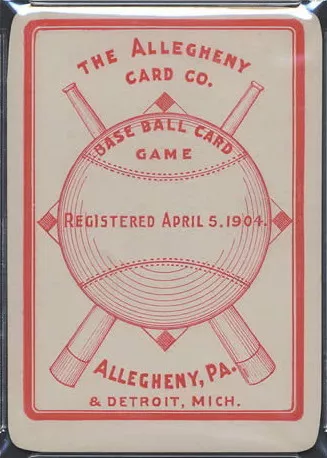 THE ALLEGHENY
CARD CO.
BASE BALL CARD
GAME
REGISTERED APRIL 5, 1904.
ALLEGHENY, PA.
& DETROIT, MICH.